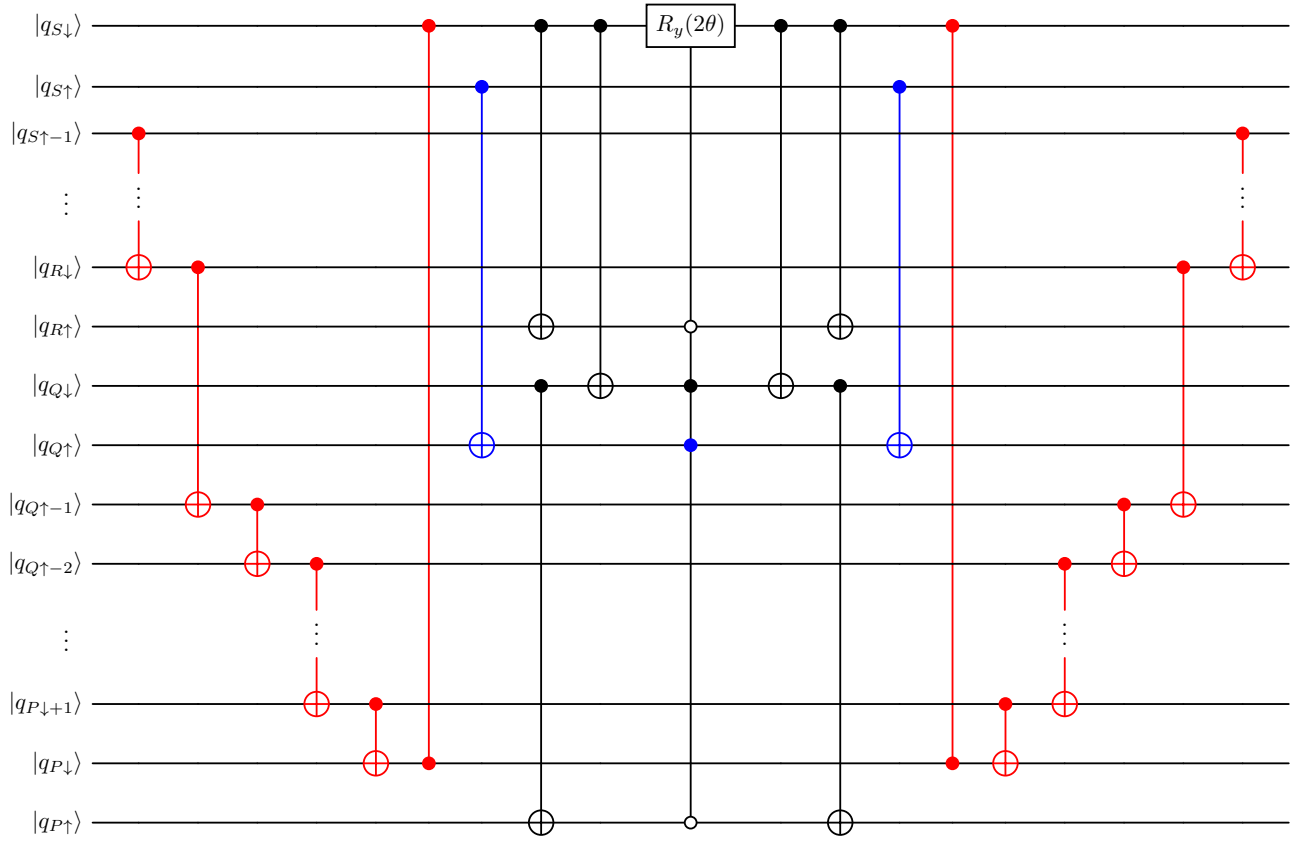 |q_{S↓}⟩ R_y(2θ)
|q_{S↑}⟩
|q_{S↑−1}⟩
⋮ ⋮ ⋮
|q_{R↓}⟩
|q_{R↑}⟩
|q_{Q↓}⟩
|q_{Q↑}⟩
|q_{Q↑−1}⟩
|q_{Q↑−2}⟩
⋮ ⋮ ⋮
|q_{P↓+1}⟩
|q_{P↓}⟩
|q_{P↑}⟩